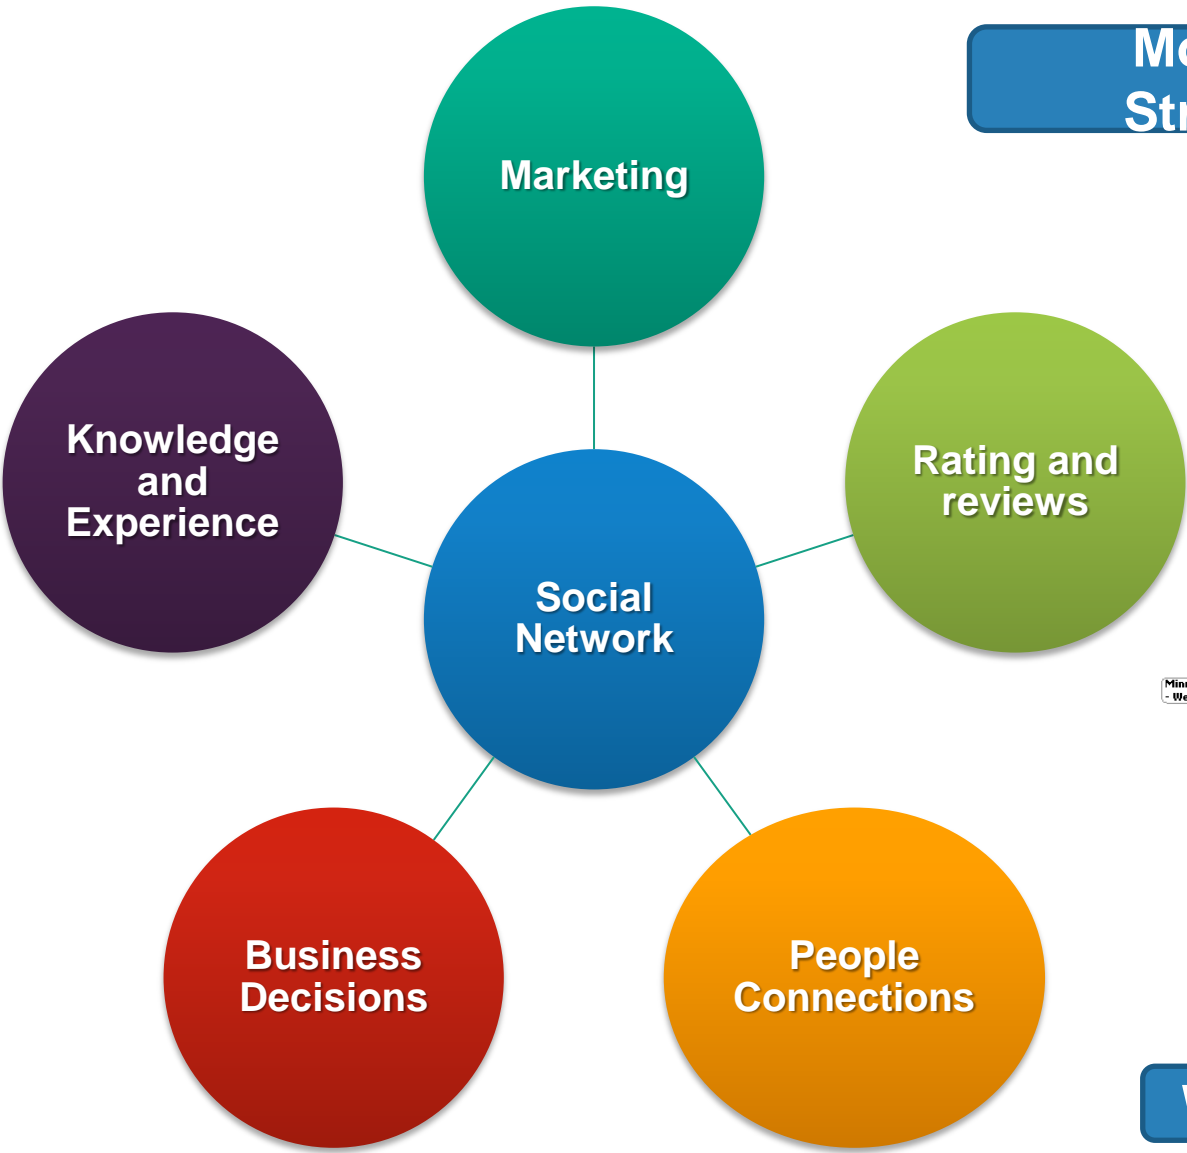 Marketing
Knowledge
and
Experience
Rating and
reviews
Social
Network
Business
Decisions
People
Connections